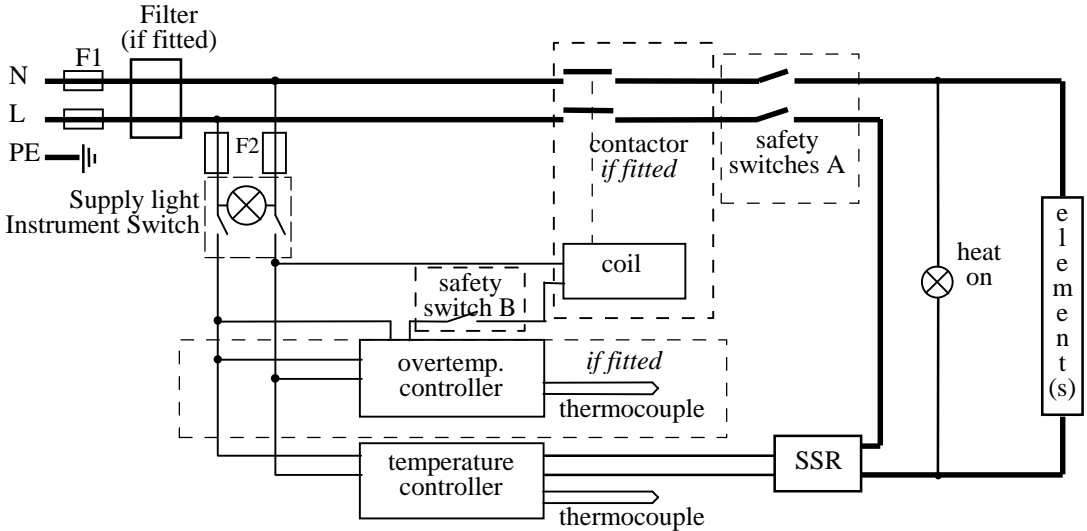 Filter
(if fitted)
F1
N
L
PE
F2
Supply light
Instrument Switch
contactor
if fitted
safety
switches A
coil
safety
switch B
heat
on
element(s)
overtemp.
controller
if fitted
thermocouple
temperature
controller
SSR
thermocouple